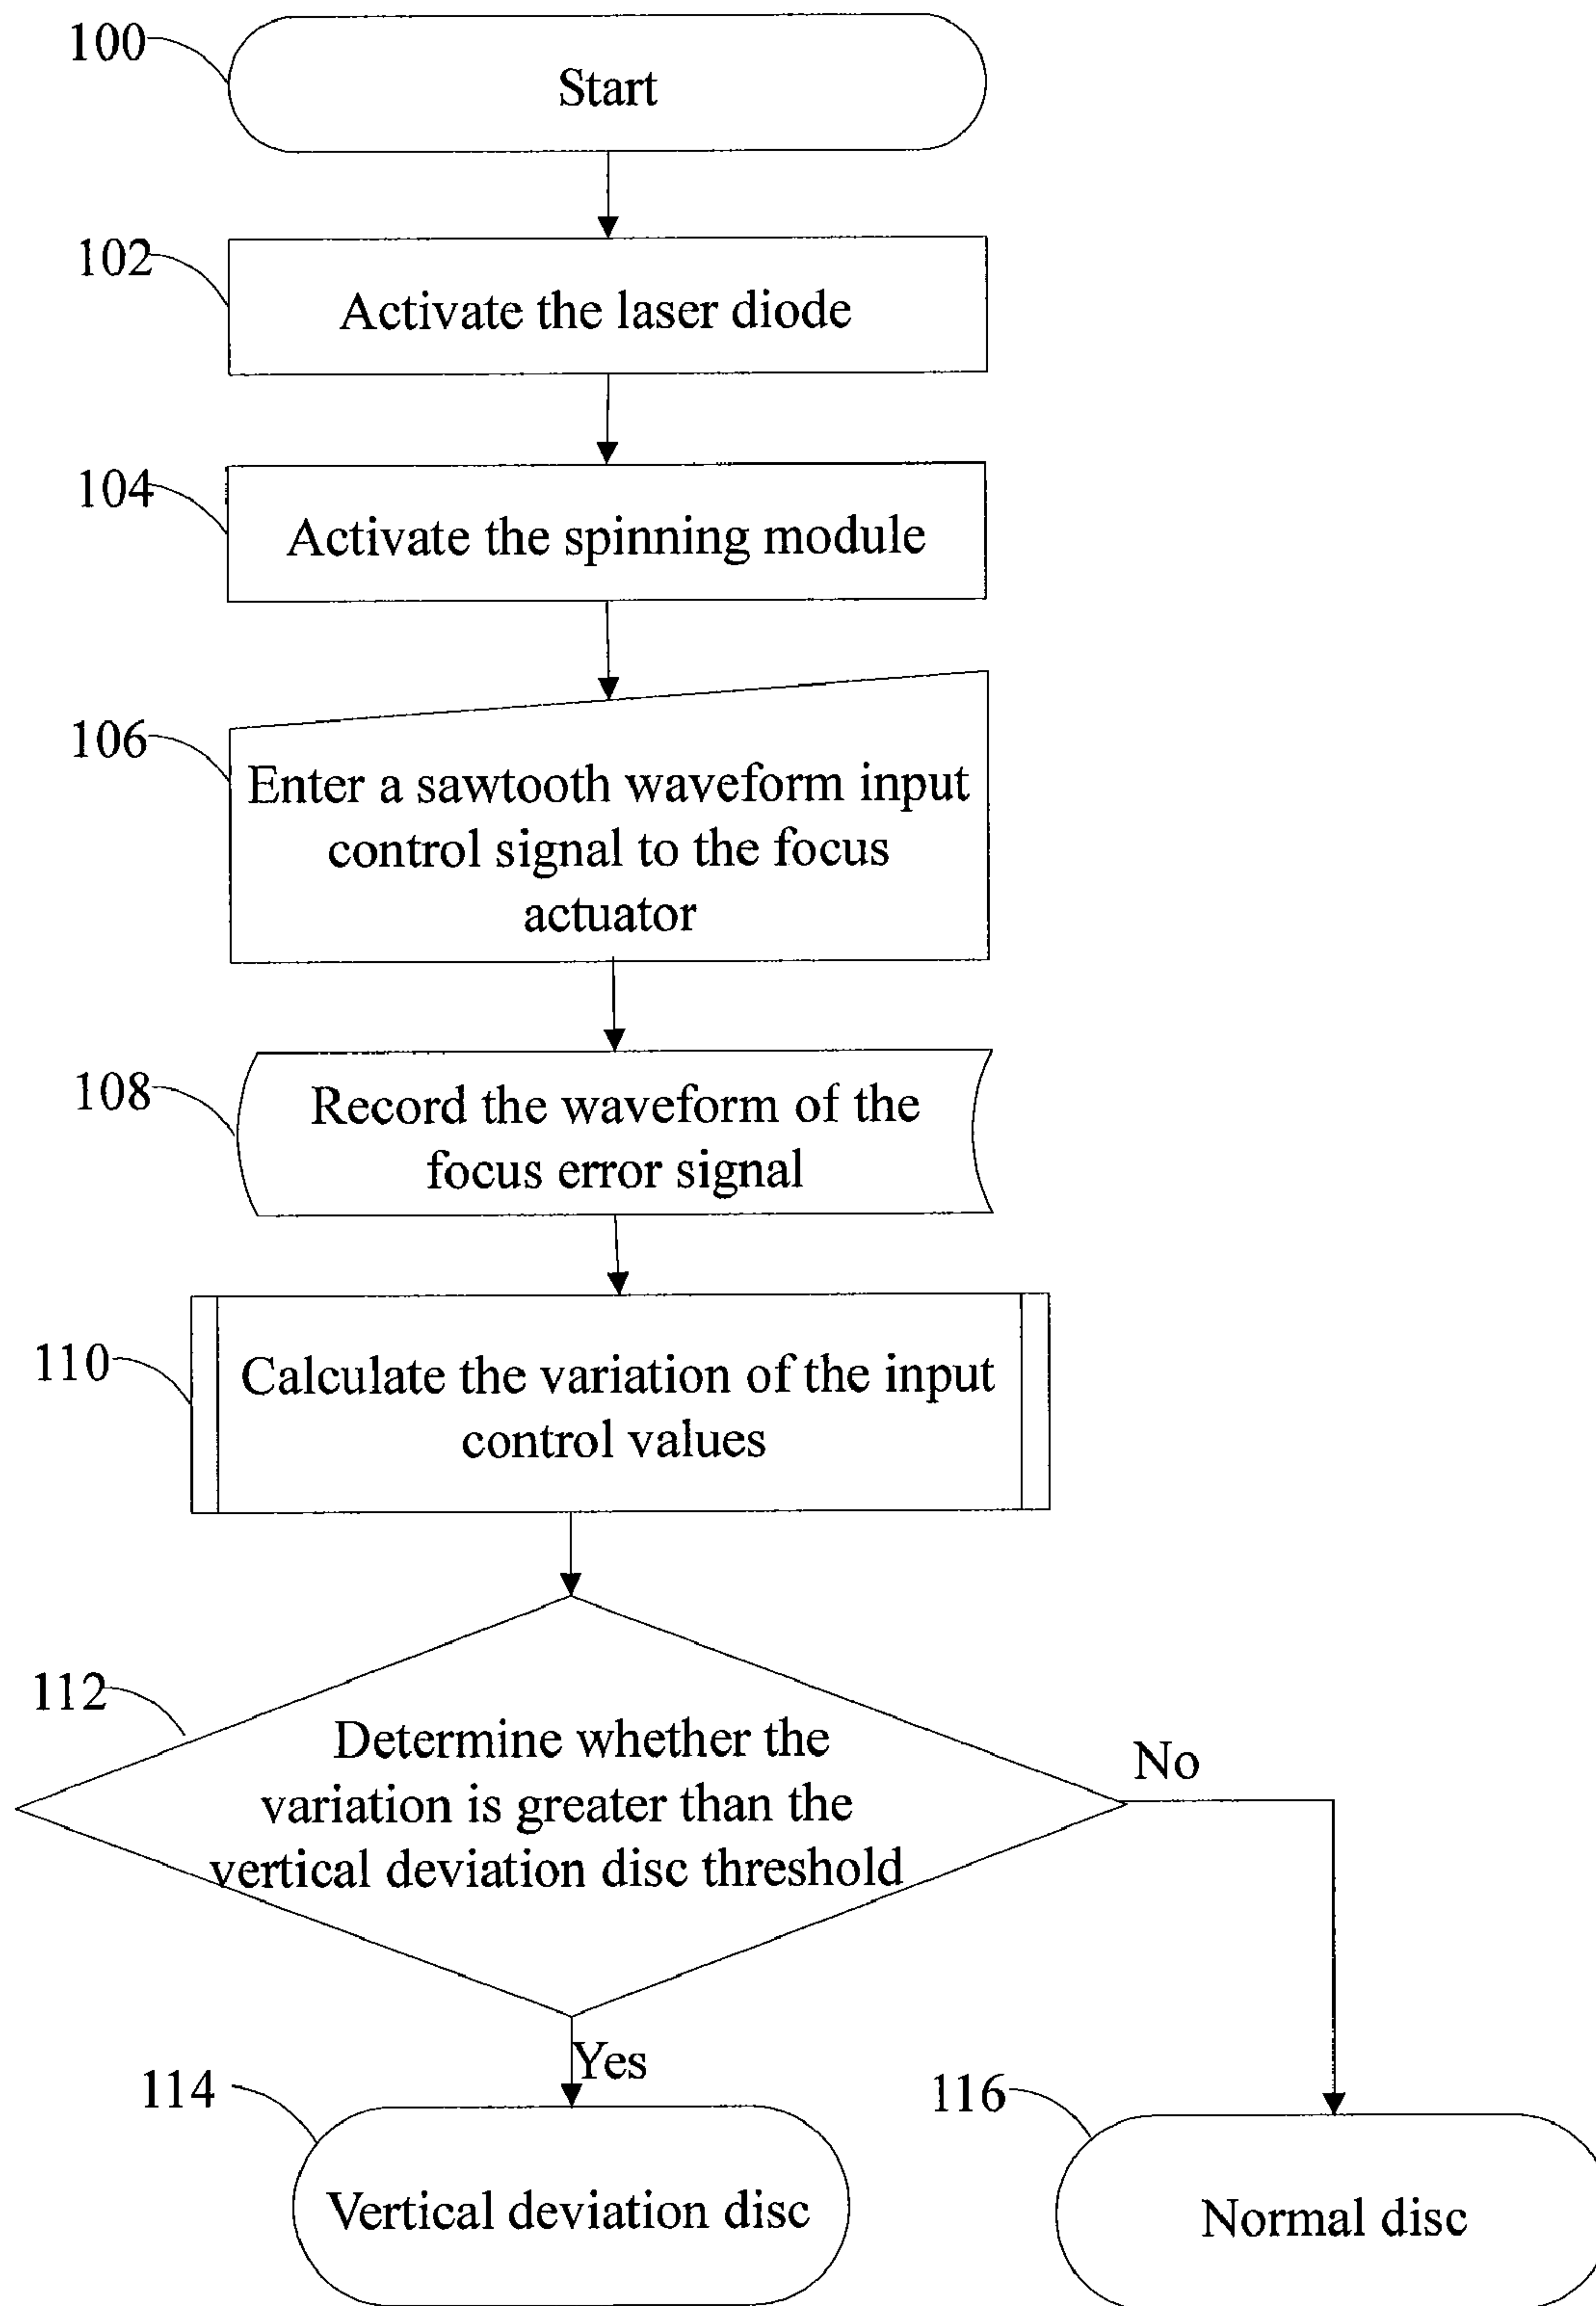 100
Start
102
Activate the laser diode
104
Activate the spinning module
106
Enter a sawtooth waveform input
control signal to the focus
actuator
108
Record the waveform of the
focus error signal
110
Calculate the variation of the input
control values
112
Determine whether the
variation is greater than the
vertical deviation disc threshold
No
Yes
114
Vertical deviation disc
116
Normal disc